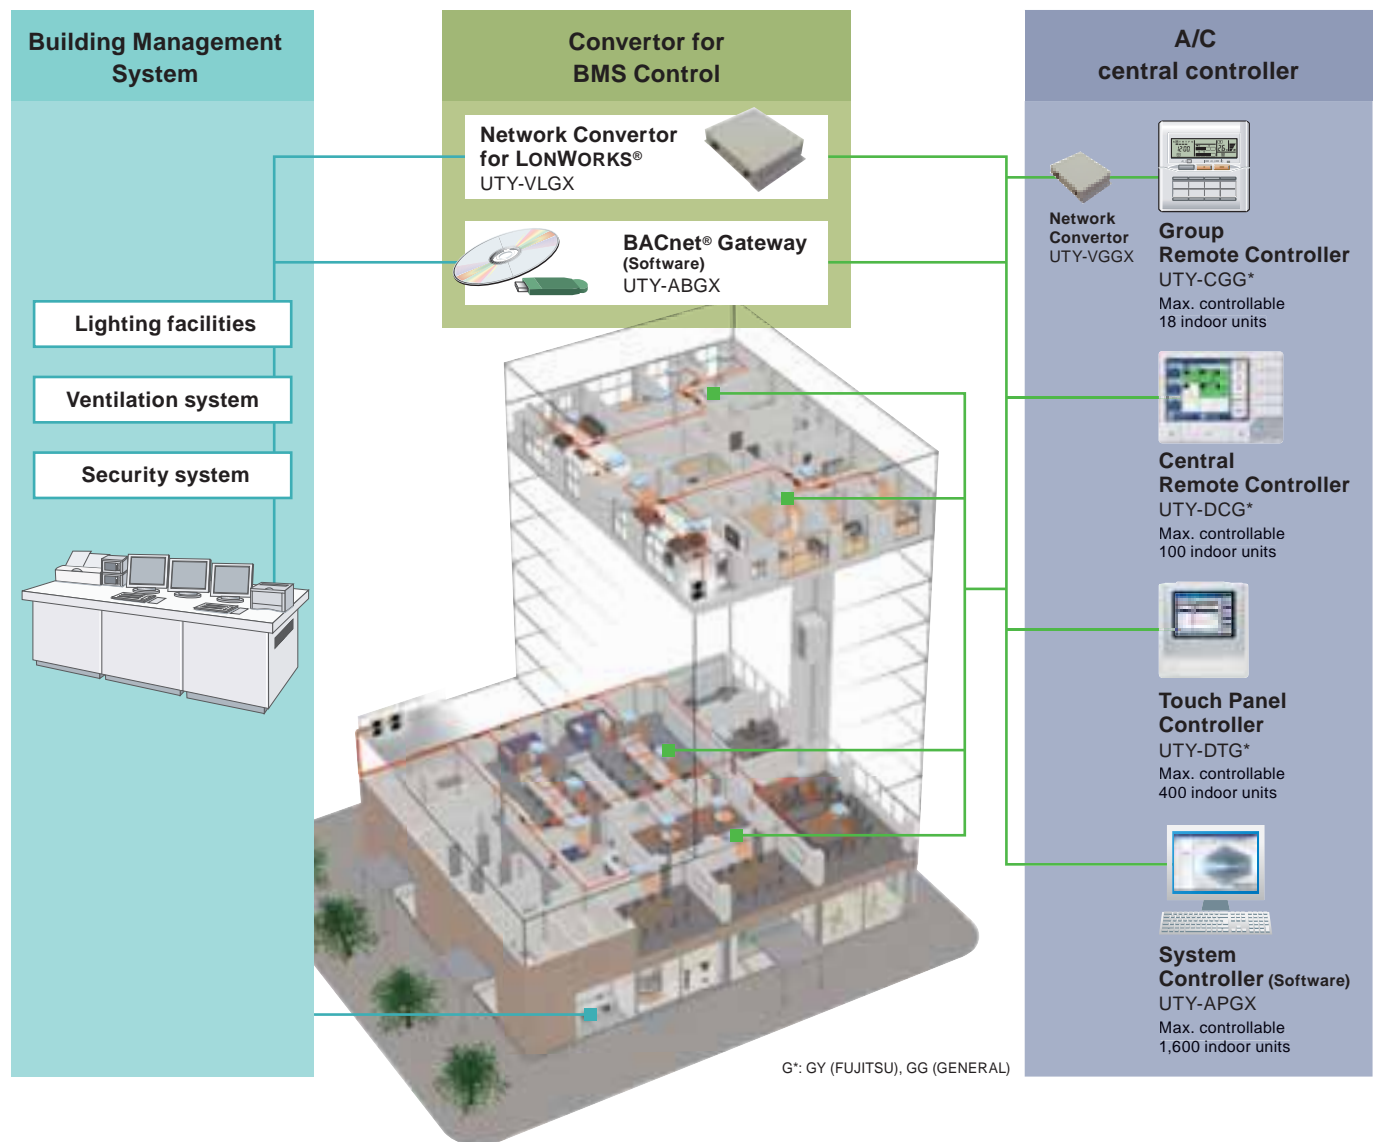 Building Management
System
Lighting facilities
Ventilation system
Security system
Convertor for
BMS Control
Network Convertor
for LONWORKS®
UTY-VLGX
BACnet® Gateway
(Software)
UTY-ABGX
A/C
central controller
Network
Convertor
UTY-VGGX
Group
Remote Controller
UTY-CGG*
Max. controllable
18 indoor units
Central
Remote Controller
UTY-DCG*
Max. controllable
100 indoor units
Touch Panel
Controller
UTY-DTG*
Max. controllable
400 indoor units
System
Controller (Software)
UTY-APGX
Max. controllable
1,600 indoor units
G*: GY (FUJITSU), GG (GENERAL)